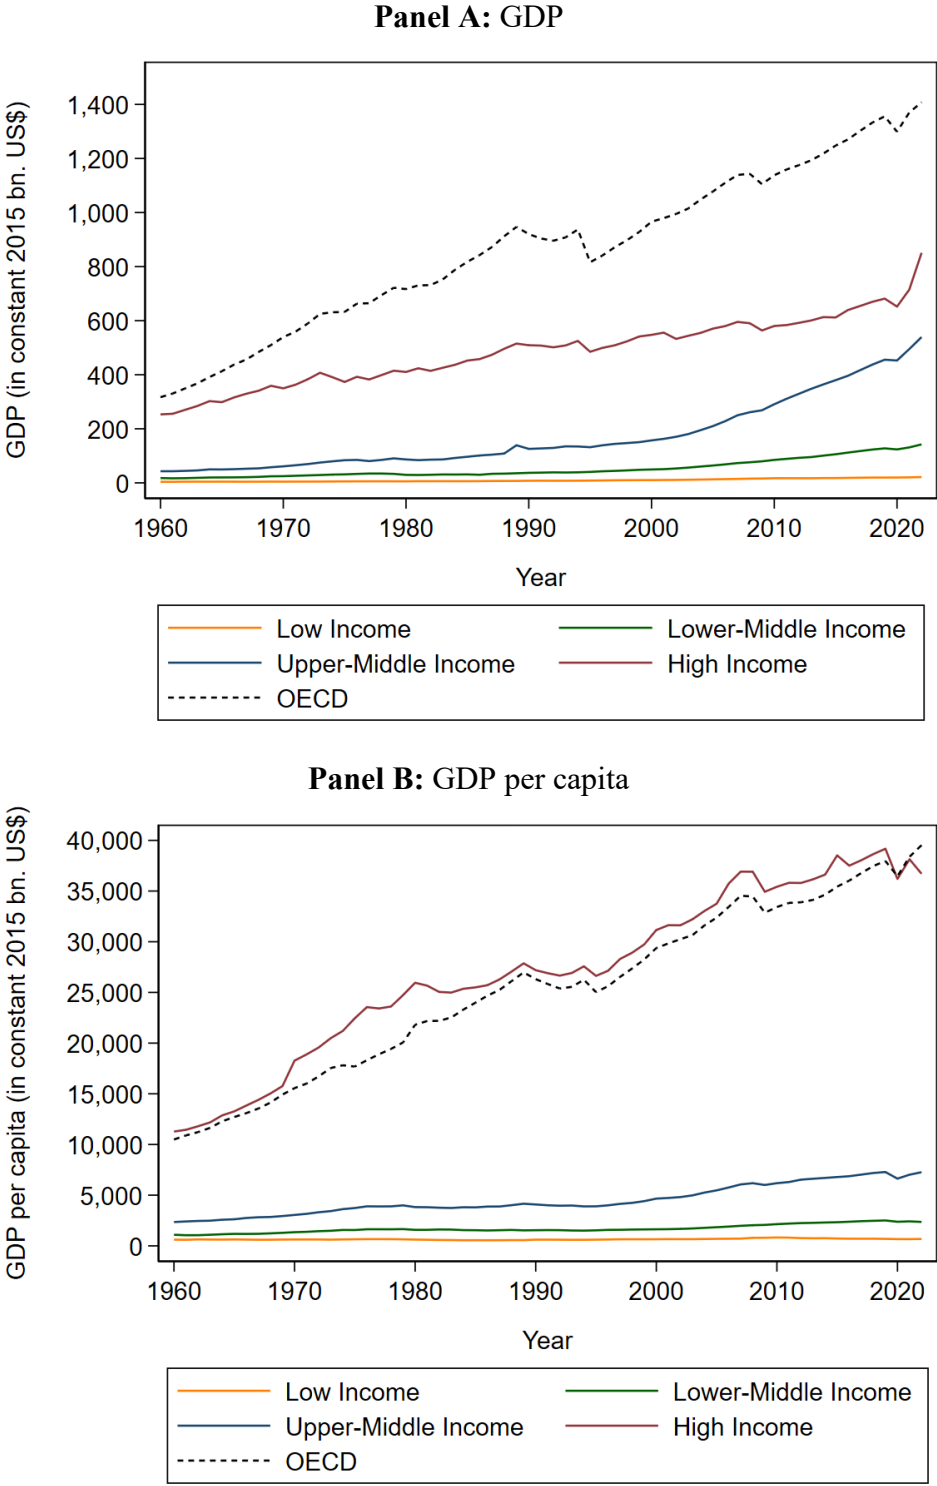 Panel A: GDP
GDP (in constant 2015 bn. US$)
1,400
1,200
1,000
800
600
400
200
0
1960 1970 1980 1990 2000 2010 2020
Year
Low Income Lower-Middle Income
Upper-Middle Income High Income
OECD
Panel B: GDP per capita
GDP per capita (in constant 2015 bn. US$)
40,000
35,000
30,000
25,000
20,000
15,000
10,000
5,000
0
1960 1970 1980 1990 2000 2010 2020
Year
Low Income Lower-Middle Income
Upper-Middle Income High Income
OECD